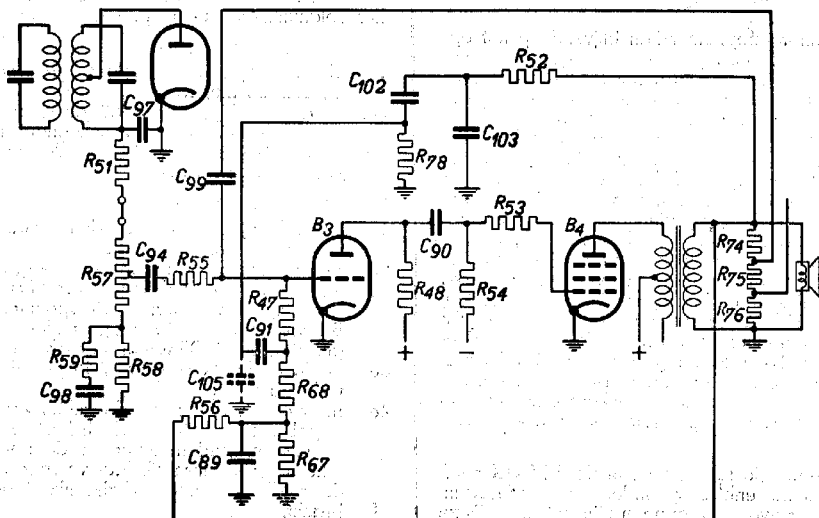 R52
C102
C97
C103
R51
R78
C99
R53
B3
B4
C90
R74
C94
R55
R57
R48
R54
R75
R47
R76
C91
+
−
+
R59
R58
C105
R68
C98
R56
C89
R67